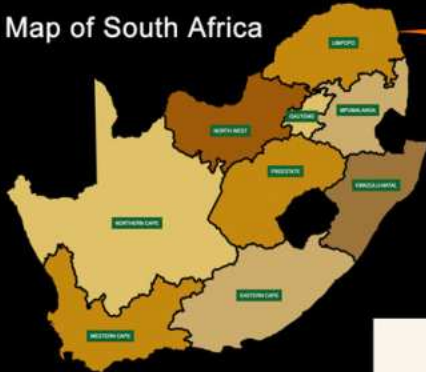 Map of South Africa
LIMPOPO
GAUTENG
MPUMALANGA
NORTH WEST
FREESTATE
KWAZULU-NATAL
NORTHERN CAPE
EASTERN CAPE
WESTERN CAPE